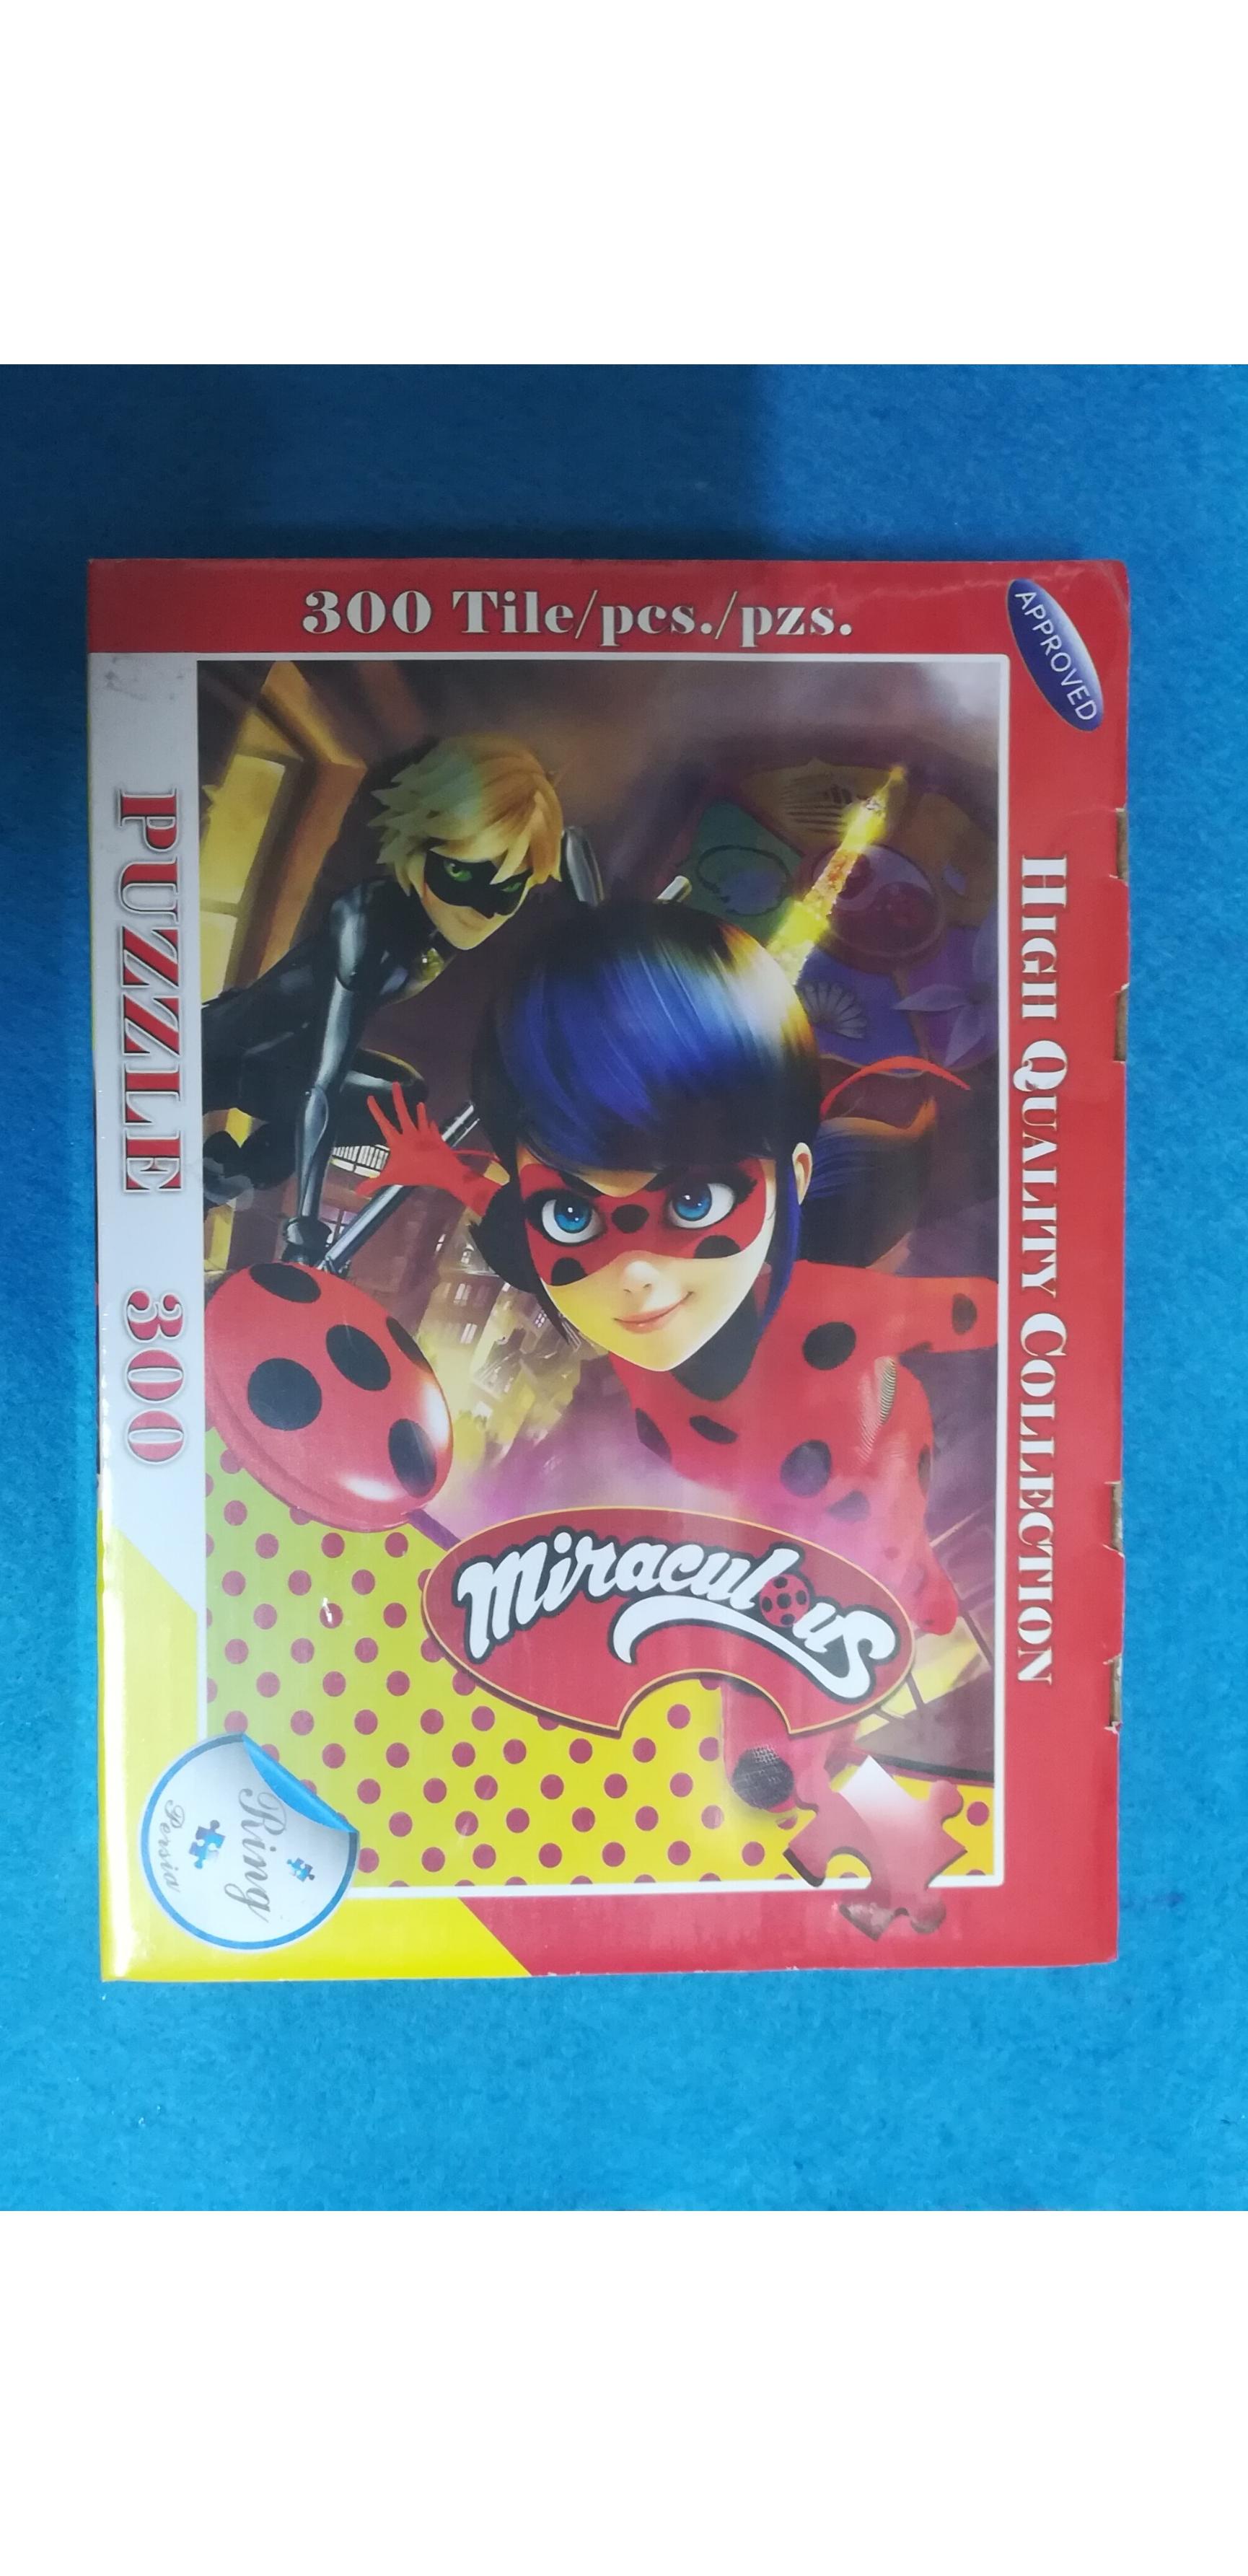 300 Tile/pcs./pzs.
APPROVED
HIGH QUALITY COLLECTION
PUZZLE 300
Miraculous
Ring
Persia